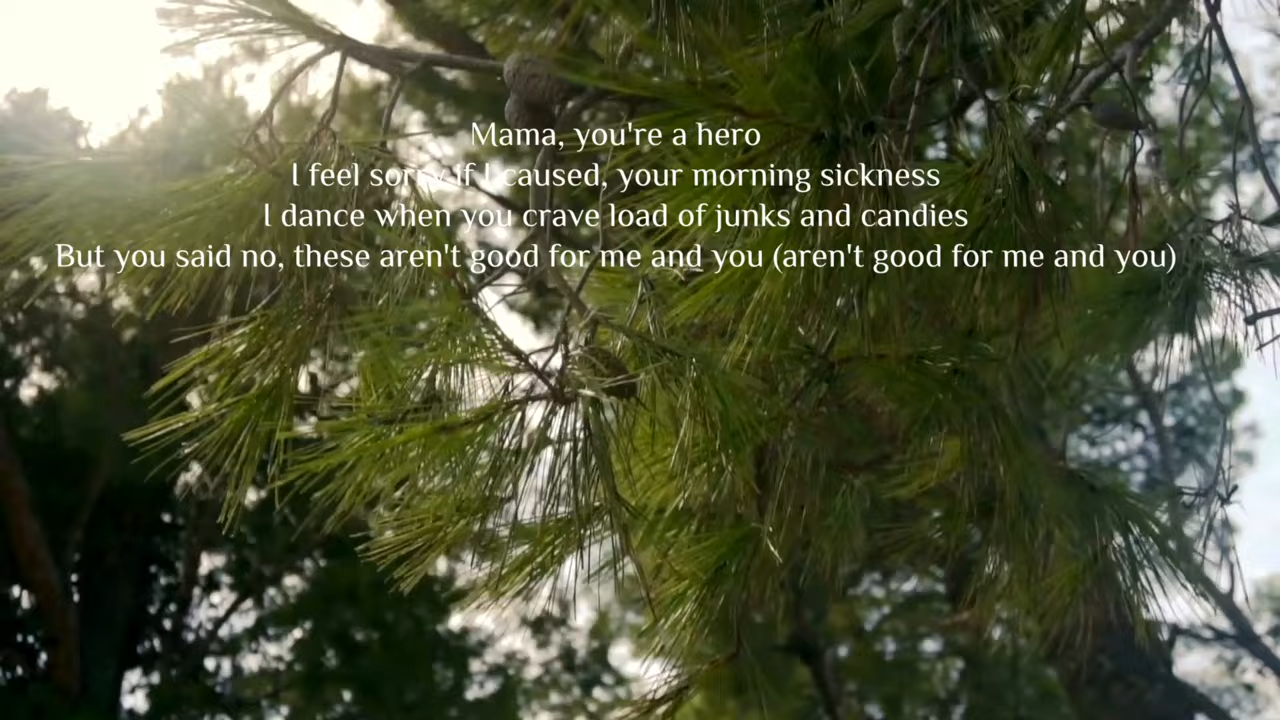 Mama, you're a hero
I feel sorry if I caused, your morning sickness
I dance when you crave load of junks and candies
But you said no, these aren't good for me and you (aren't good for me and you)